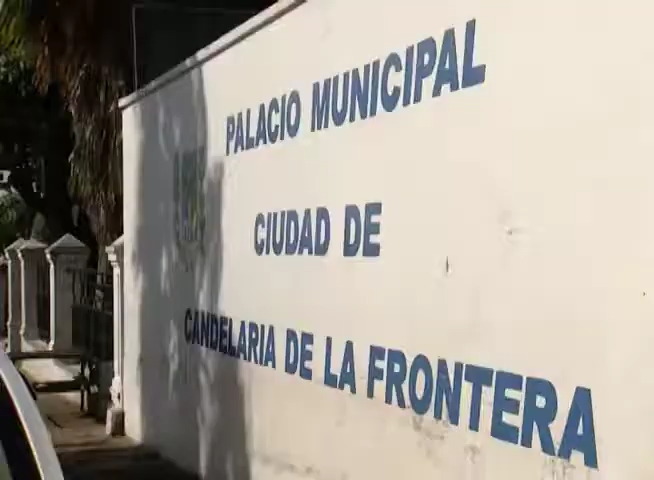 PALACIO MUNICIPAL
CIUDAD DE
CANDELARIA DE LA FRONTERA